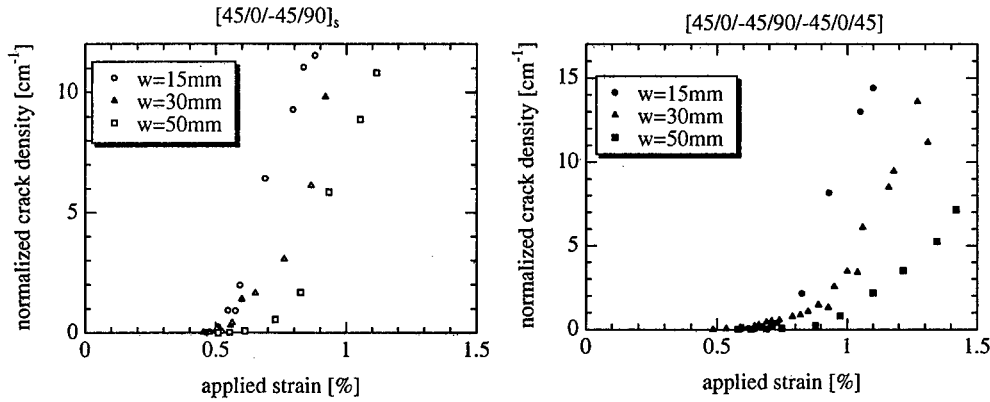 [45/0/-45/90]s
normalized crack density [cm-1]
10
5
0
w=15mm
w=30mm
w=50mm
0
0.5
1
1.5
applied strain [%]
[45/0/-45/90/-45/0/45]
normalized crack density [cm-1]
15
10
5
0
w=15mm
w=30mm
w=50mm
0
0.5
1
1.5
applied strain [%]